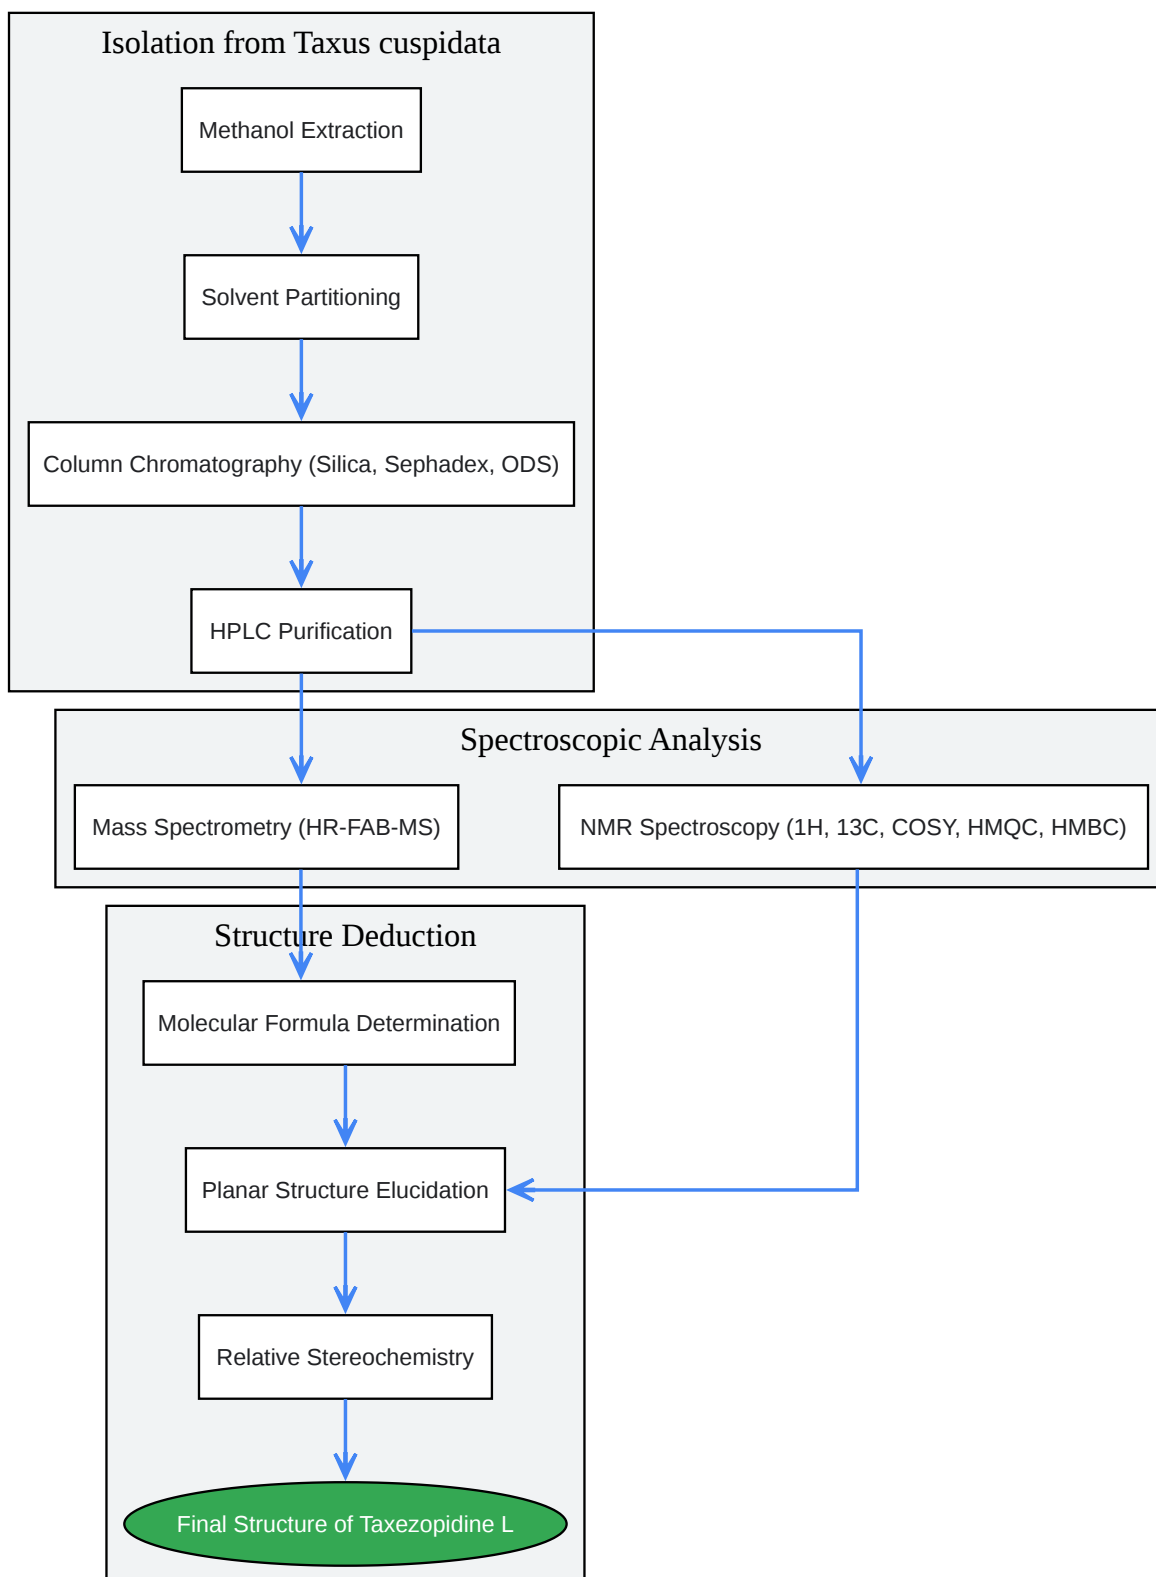 Isolation from Taxus cuspidata
Methanol Extraction
Solvent Partitioning
Column Chromatography (Silica, Sephadex, ODS)
HPLC Purification
Spectroscopic Analysis
Mass Spectrometry (HR-FAB-MS)
NMR Spectroscopy (1H, 13C, COSY, HMQC, HMBC)
Structure Deduction
Molecular Formula Determination
Planar Structure Elucidation
Relative Stereochemistry
Final Structure of Taxezopidine L